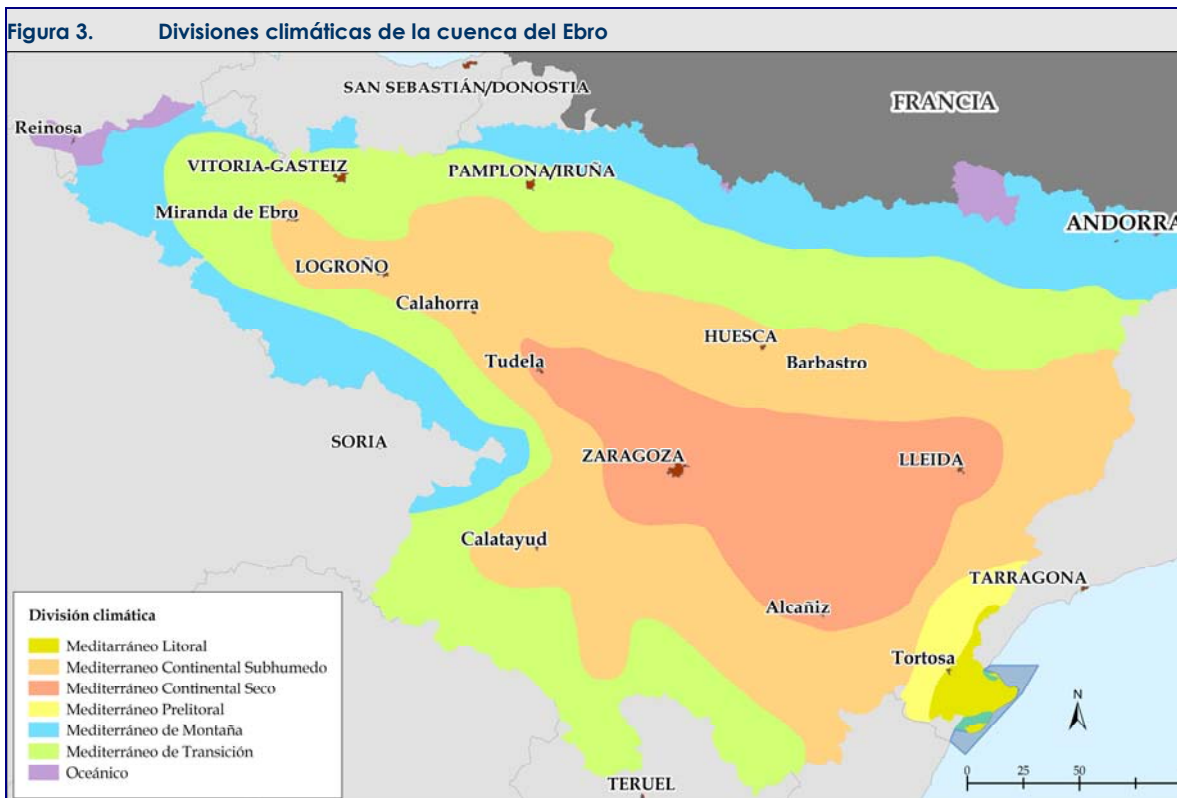 Figura 3. Divisiones climáticas de la cuenca del Ebro
SAN SEBASTIÁN/DONOSTIA
FRANCIA
Reinosa
VITORIA-GASTEIZ
PAMPLONA/IRUÑA
Miranda de Ebro
ANDORRA
LOGROÑO
Calahorra
HUESCA
Tudela
Barbastro
SORIA
ZARAGOZA
LLEIDA
Calatayud
TARRAGONA
Alcañiz
Tortosa
TERUEL
División climática
Meditarráneo Litoral
Mediterraneo Continental Subhumedo
Mediterráneo Continental Seco
Mediterráneo Prelitoral
Mediterráneo de Montaña
Mediterráneo de Transición
Oceánico
N
0 25 50